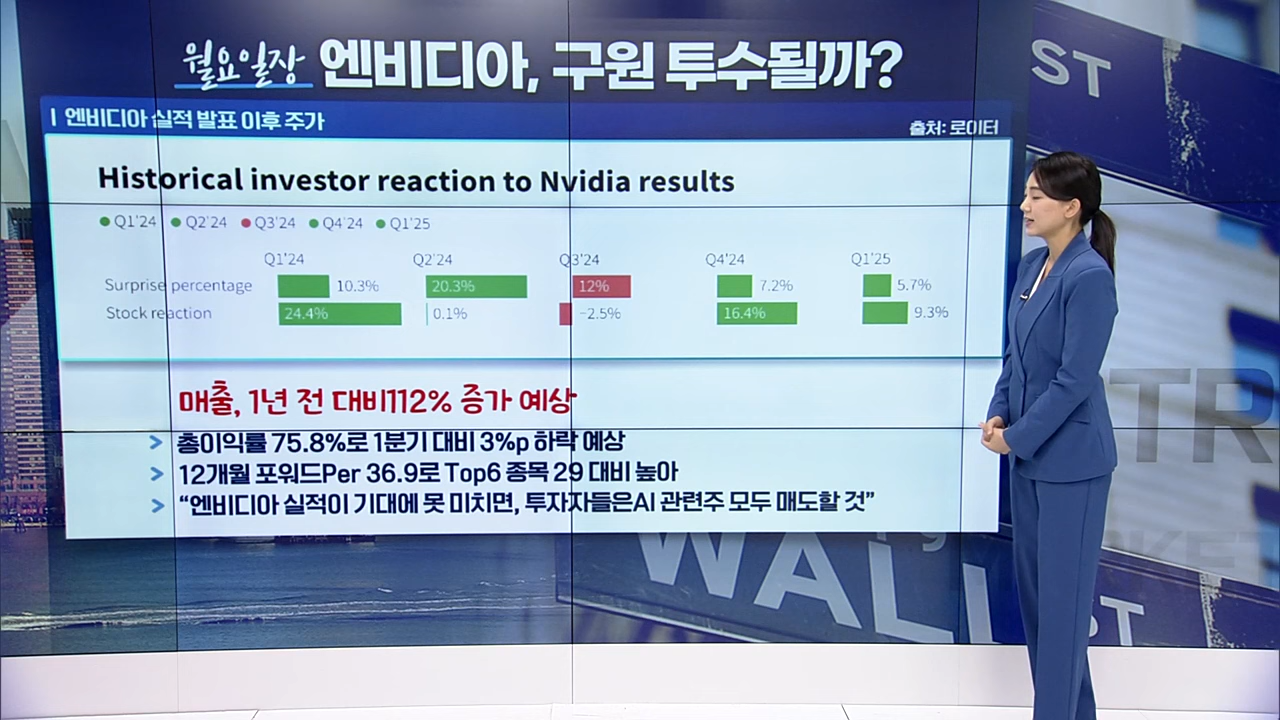 월요일장 엔비디아, 구원 투수될까?
ST
엔비디아 실적 발표 이후 주가
출처: 로이터
Historical investor reaction to Nvidia results
Q1'24 Q2'24 Q3'24 Q4'24 Q1'25
Q1'24 Q2'24 Q3'24 Q4'24 Q1'25
Surprise percentage 10.3% 20.3% 12% 7.2% 5.7%
Stock reaction 24.4% 0.1% -2.5% 16.4% 9.3%
매출, 1년 전 대비112% 증가 예상
총이익률 75.8%로 1분기 대비 3%p 하락 예상
12개월 포워드Per 36.9로 Top6 종목 29 대비 높아
“엔비디아 실적이 기대에 못 미치면, 투자자들은AI 관련주 모두 매도할 것”
TR
WALL ST